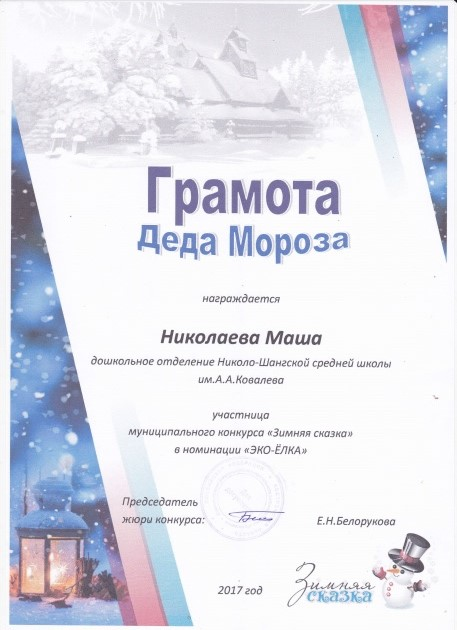 Грамота
Деда Мороза
награждается
Николаева Маша
дошкольное отделение Николо-Шангской средней школы
им.А.А.Ковалева
участница
муниципального конкурса «Зимняя сказка»
в номинации «ЭКО-ЁЛКА»
Председатель
жюри конкурса:
Е.Н.Белорукова
2017 год
Зимняя
сказка